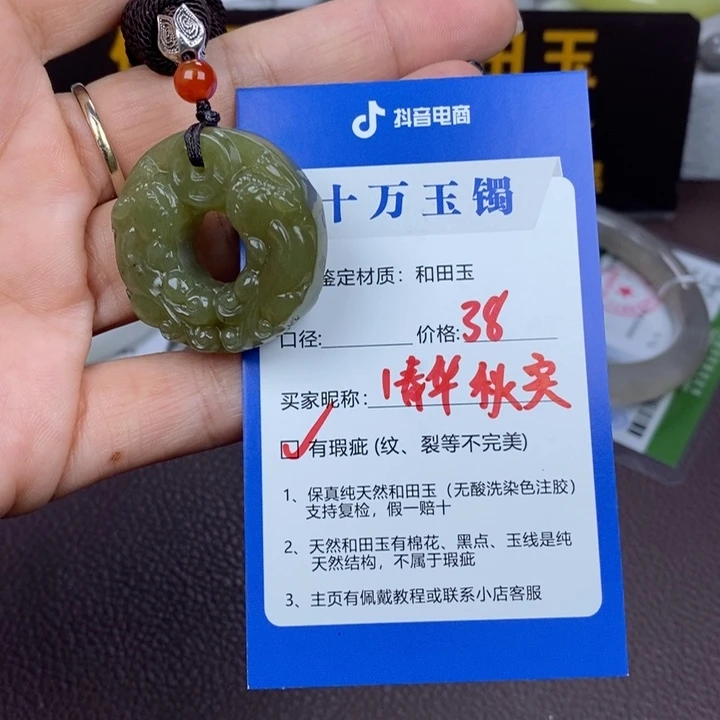 田玉
抖音电商
十万玉镯
鉴定材质：和田玉
口径: 价格:38
买家昵称: 清华秋实
有瑕疵 (纹、裂等不完美)
1、保真纯天然和田玉（无酸洗染色注胶）
支持复检，假一赔十
2、天然和田玉有棉花、黑点、玉线是纯
天然结构，不属于瑕疵
3、主页有佩戴教程或联系小店客服